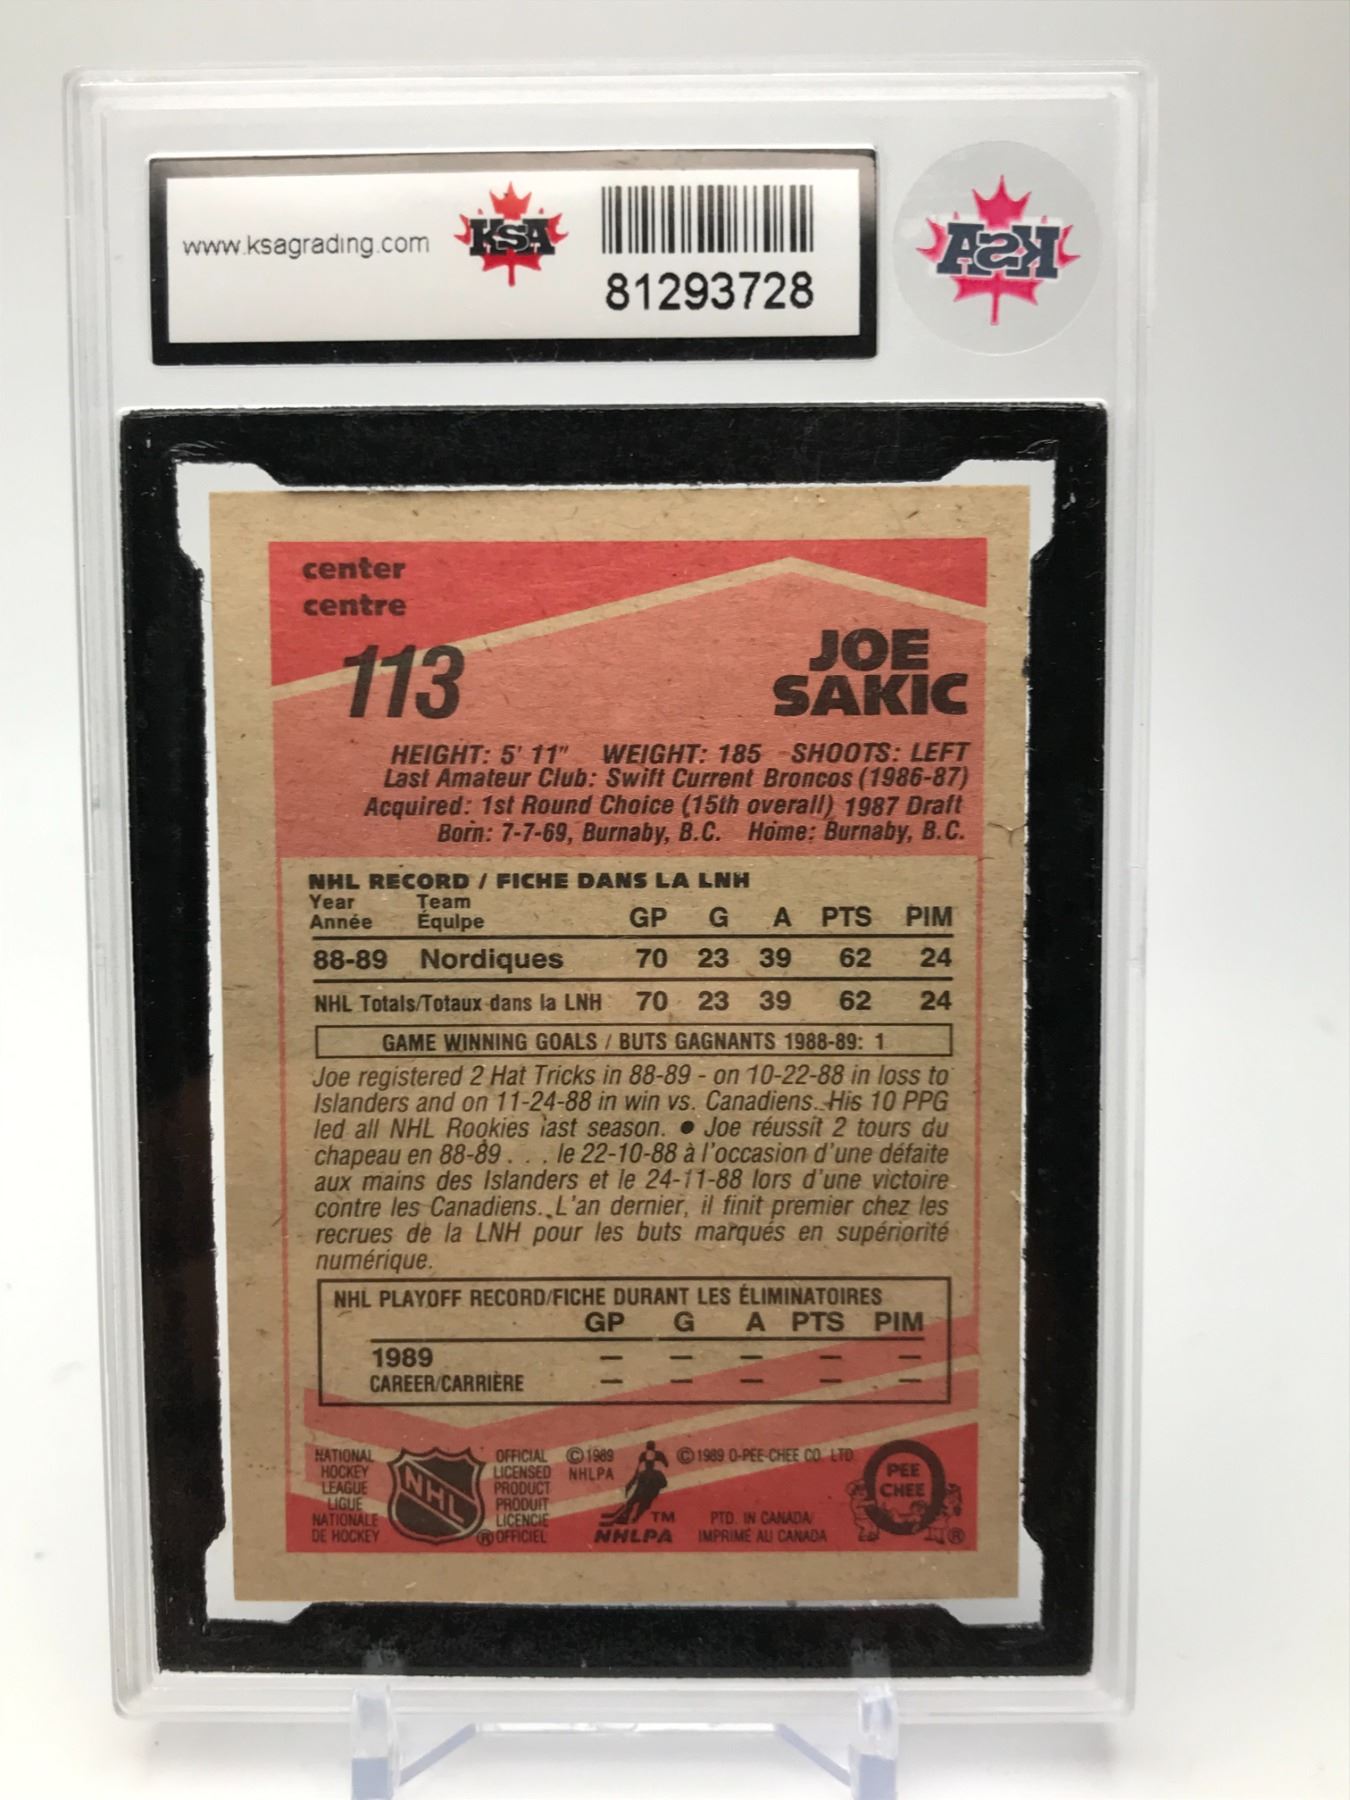 www.ksagrading.com
KSA
81293728
KSA
center
centre
113
JOE
SAKIC
HEIGHT: 5' 11" WEIGHT: 185 SHOOTS: LEFT
Last Amateur Club: Swift Current Broncos (1986-87)
Acquired: 1st Round Choice (15th overall) 1987 Draft
Born: 7-7-69, Burnaby, B.C. Home: Burnaby, B.C.
NHL RECORD / FICHE DANS LA LNH
Year Team
Année Équipe GP G A PTS PIM
88-89 Nordiques 70 23 39 62 24
NHL Totals/Totaux dans la LNH 70 23 39 62 24
GAME WINNING GOALS / BUTS GAGNANTS 1988-89: 1
Joe registered 2 Hat Tricks in 88-89 - on 10-22-88 in loss to
Islanders and on 11-24-88 in win vs. Canadiens. His 10 PPG
led all NHL Rookies last season. ● Joe réussit 2 tours du
chapeau en 88-89 . . . le 22-10-88 à l'occasion d'une défaite
aux mains des Islanders et le 24-11-88 lors d'une victoire
contre les Canadiens. L'an dernier, il finit premier chez les
recrues de la LNH pour les buts marqués en supériorité
numérique.
NHL PLAYOFF RECORD/FICHE DURANT LES ÉLIMINATOIRES
GP G A PTS PIM
1989 — — — — —
CAREER/CARRIÈRE — — — — —
NATIONAL
HOCKEY
LEAGUE
LIGUE
NATIONALE
DE HOCKEY
NHL
OFFICIAL
LICENSED
PRODUCT
PRODUIT
LICENCIÉ
® OFFICIEL
© 1989
NHLPA
TM
NHLPA
© 1989 O-PEE-CHEE CO. LTD.
PTD. IN CANADA/
IMPRIMÉ AU CANADA
O
PEE
CHEE
®